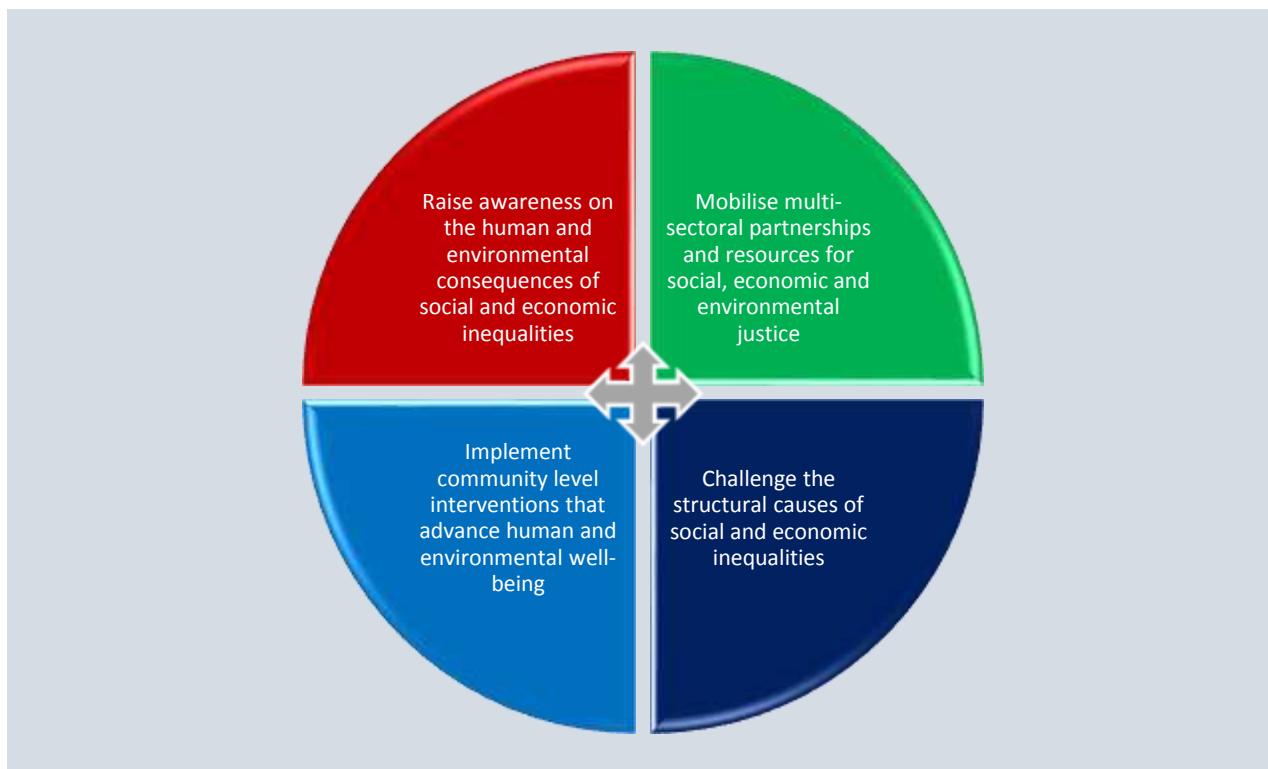 Raise awareness on
the human and
environmental
consequences of
social and economic
inequalities
Mobilise multi-
sectoral partnerships
and resources for
social, economic and
environmental
justice
Implement
community level
interventions that
advance human and
environmental well-
being
Challenge the
structural causes of
social and economic
inequalities